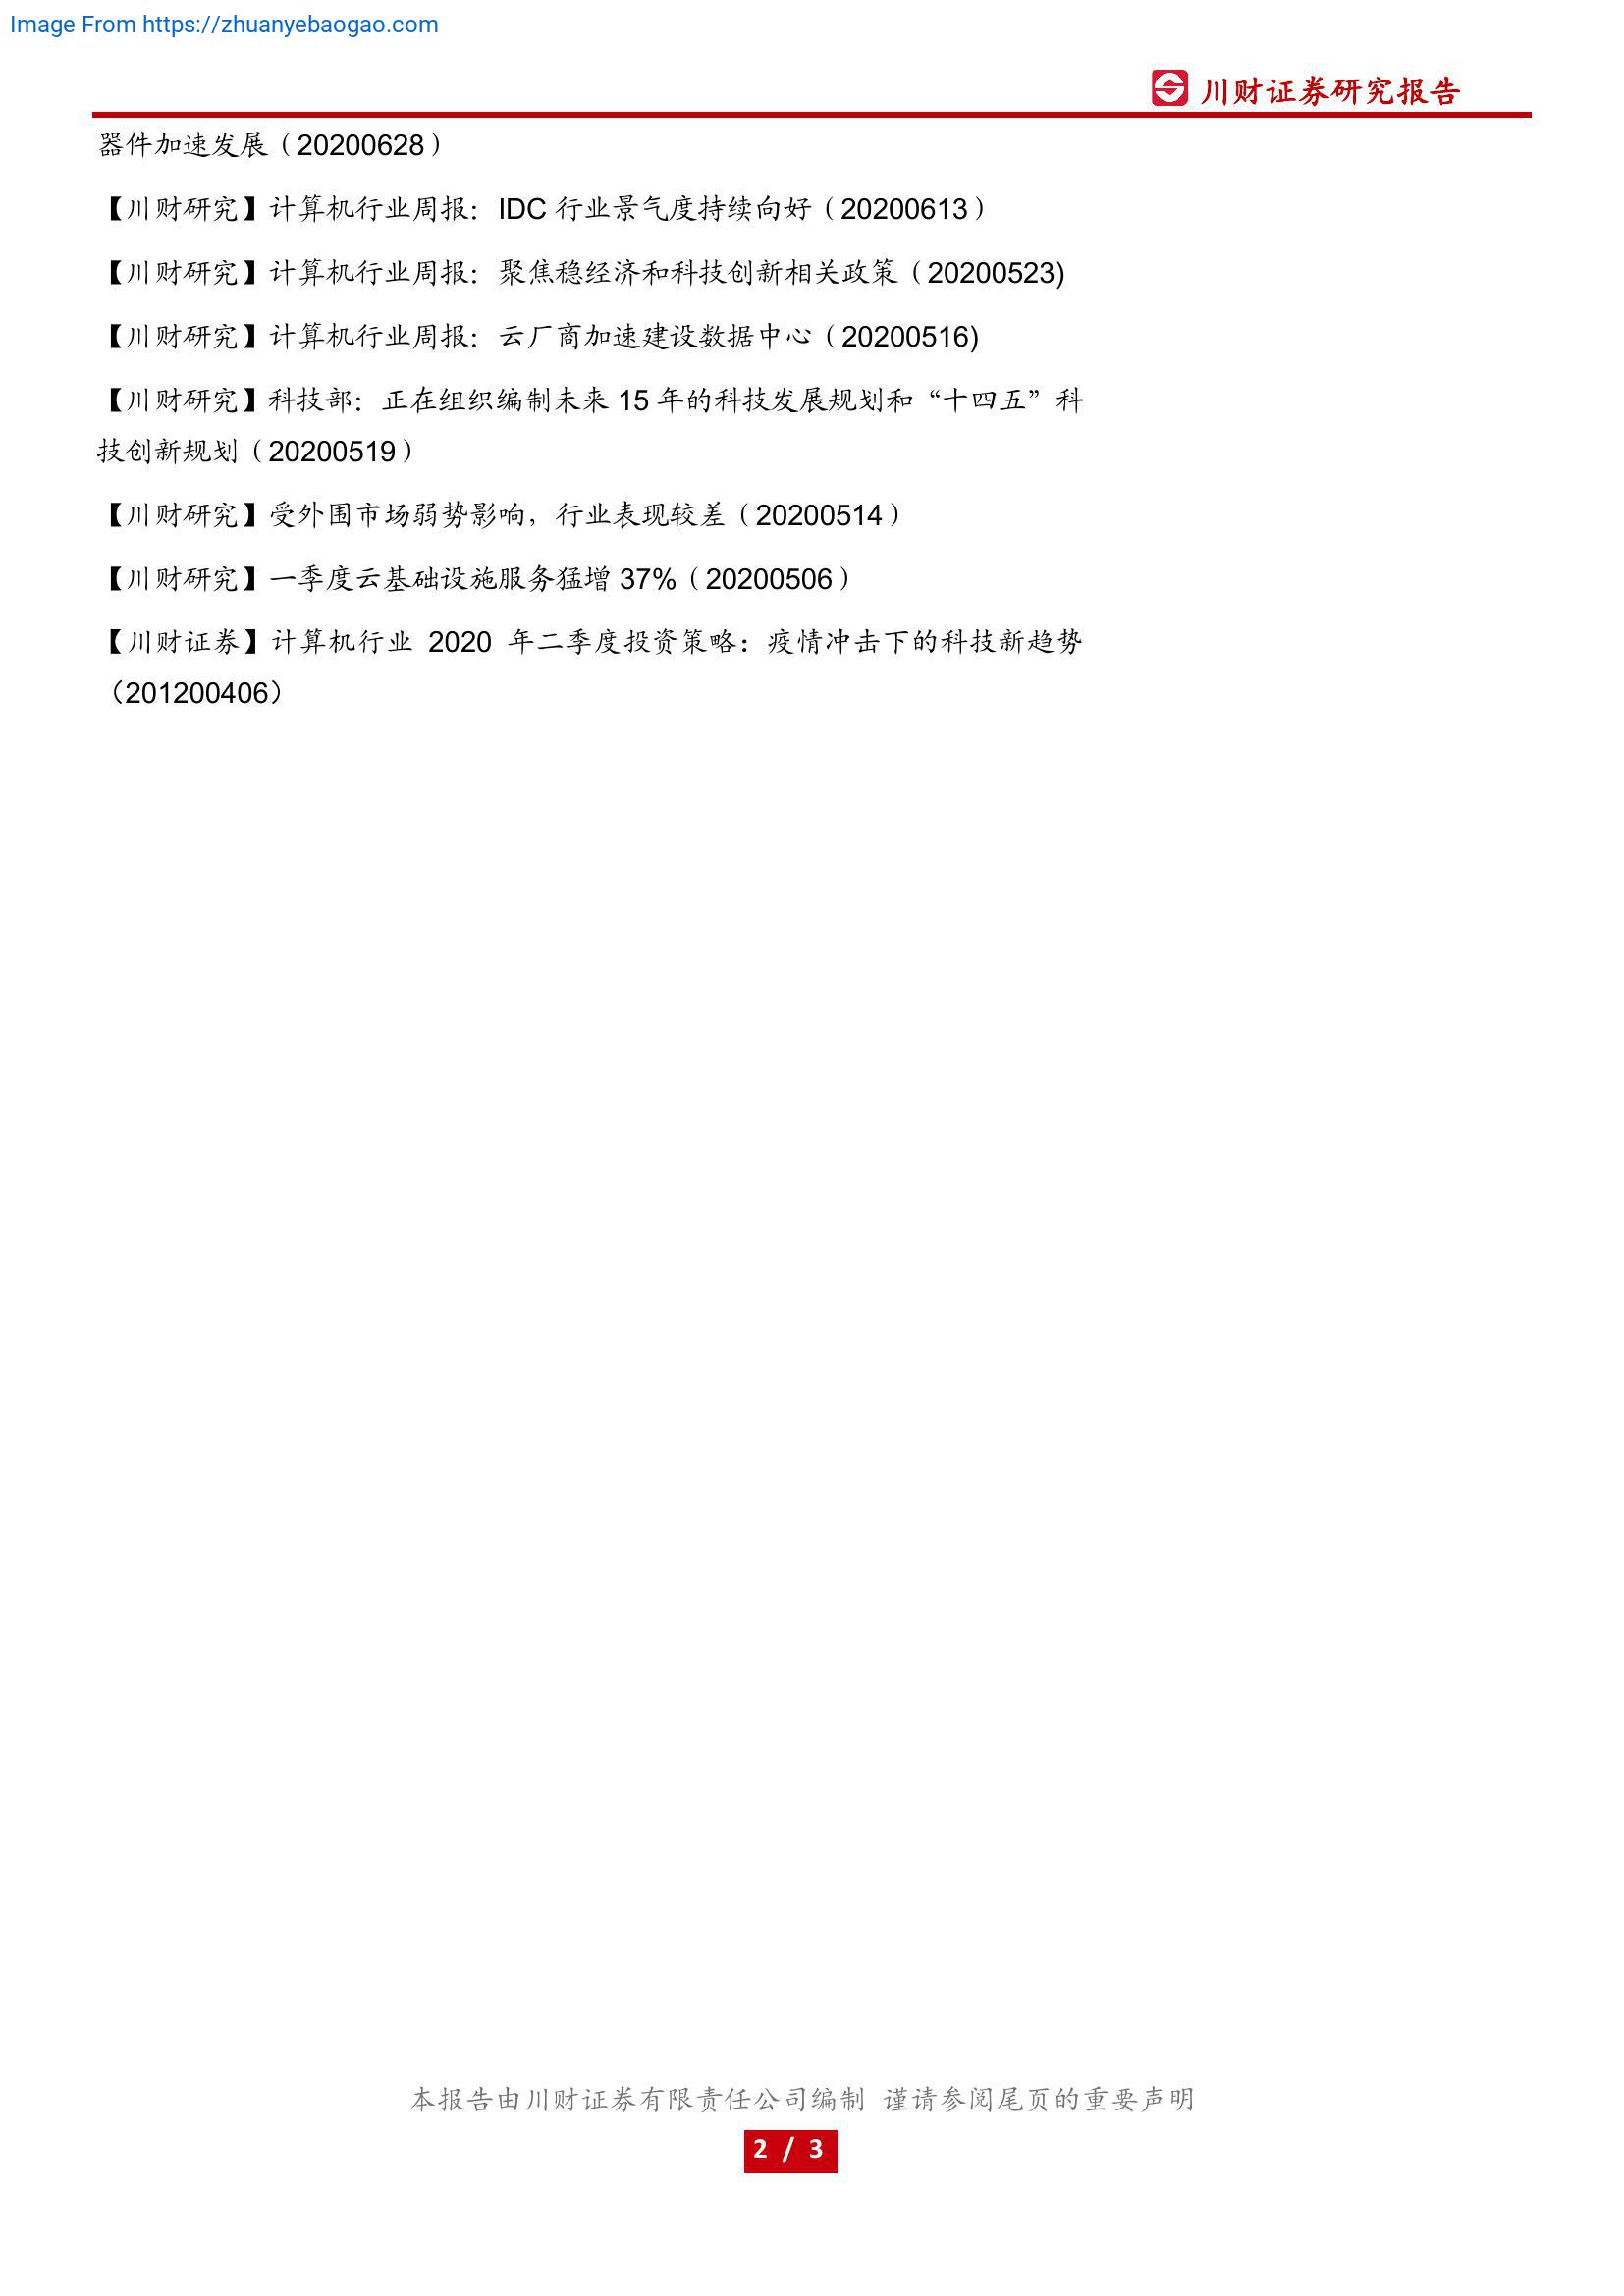 Image From https://zhuanyebaogao.com
川财证券研究报告
器件加速发展（20200628）
【川财研究】计算机行业周报：IDC 行业景气度持续向好（20200613）
【川财研究】计算机行业周报：聚焦稳经济和科技创新相关政策（20200523)
【川财研究】计算机行业周报：云厂商加速建设数据中心（20200516)
【川财研究】科技部：正在组织编制未来 15 年的科技发展规划和“十四五”科
技创新规划（20200519）
【川财研究】受外围市场弱势影响，行业表现较差（20200514）
【川财研究】一季度云基础设施服务猛增 37%（20200506）
【川财证券】计算机行业 2020 年二季度投资策略：疫情冲击下的科技新趋势
（201200406）
本报告由川财证券有限责任公司编制 谨请参阅尾页的重要声明
2 / 3